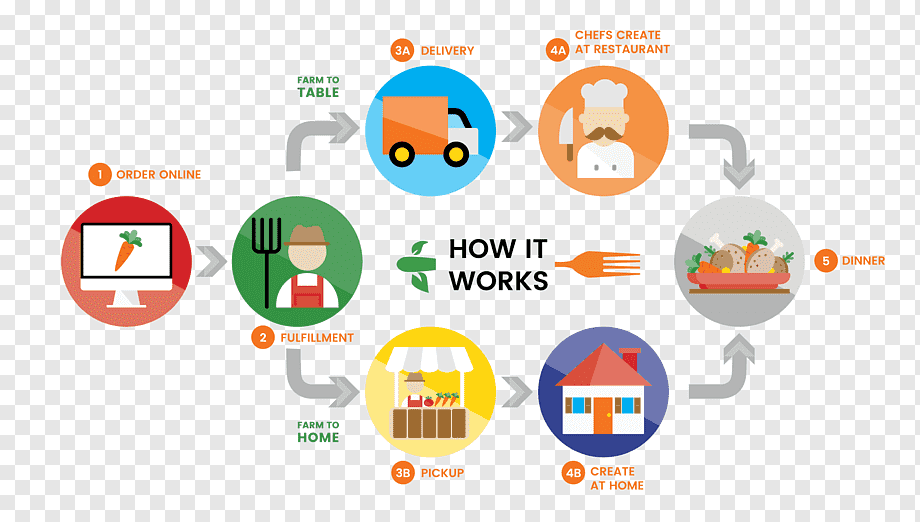 3A DELIVERY
4A CHEFS CREATE
AT RESTAURANT
FARM TO
TABLE
1 ORDER ONLINE
HOW IT
WORKS
5 DINNER
2 FULFILLMENT
FARM TO
HOME
3B PICKUP
4B CREATE
AT HOME